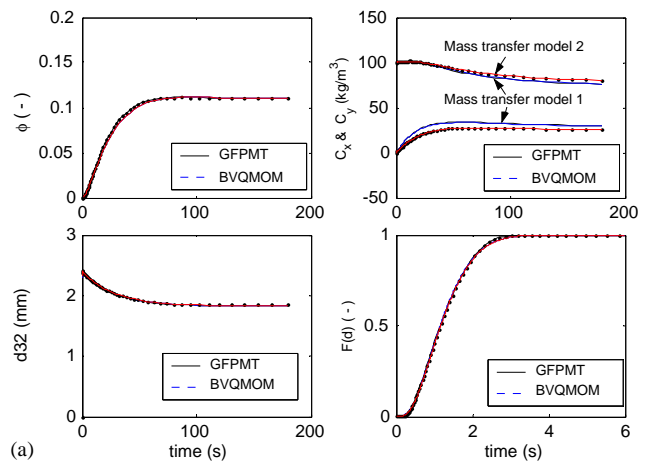 0.2
0.15
0.1
0.05
0
0
100
200
ϕ ( - )
GFPMT
BVQMOM
150
100
50
0
-50
0
100
200
C_x & C_y (kg/m^3)
Mass transfer model 2
Mass transfer model 1
GFPMT
BVQMOM
3
2
1
0
0
100
200
d32 (mm)
time (s)
GFPMT
BVQMOM
1
0.5
0
0
2
4
6
F(d) ( - )
time (s)
GFPMT
BVQMOM
(a)